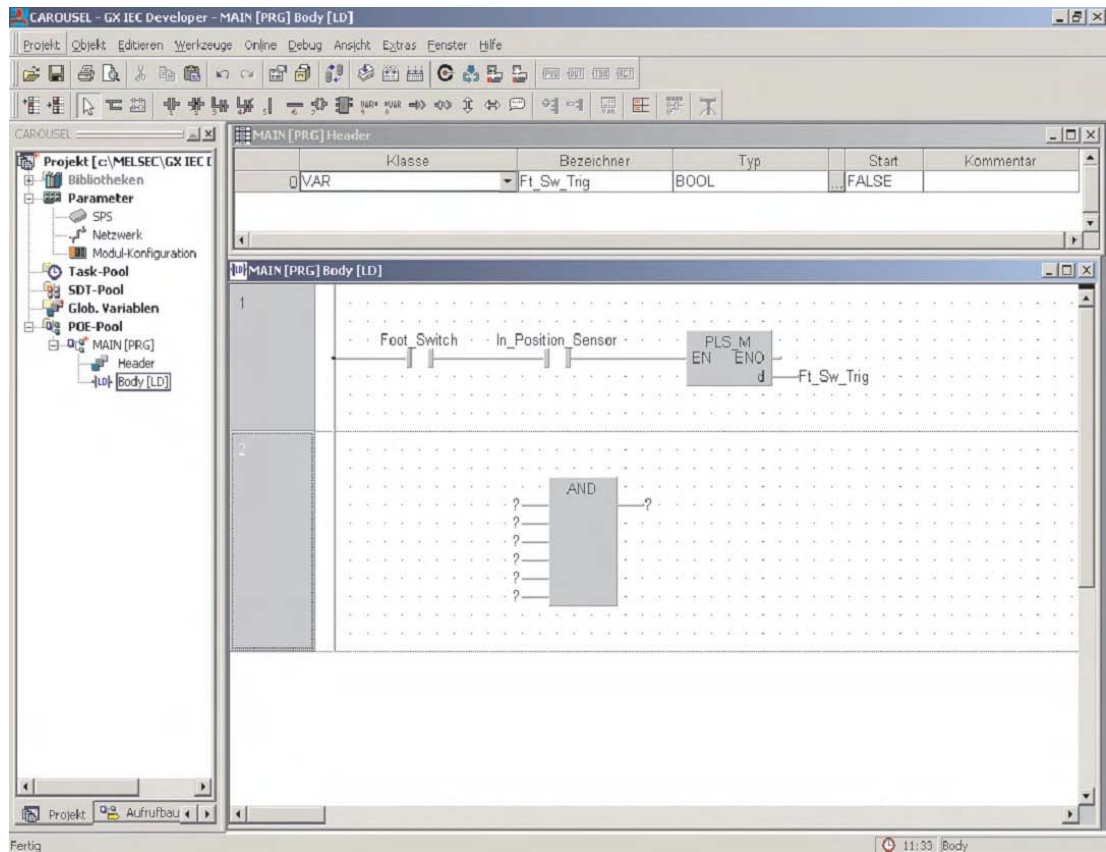 CAROUSEL - GX IEC Developer - MAIN [PRG] Body [LD]
Projekt Objekt Editieren Werkzeuge Online Debug Ansicht Extras Fenster Hilfe
CAROUSEL
Projekt [c:\MELSEC\GX IEC D
Bibliotheken
Parameter
SPS
Netzwerk
Modul-Konfiguration
Task-Pool
SDT-Pool
Glob. Variablen
POE-Pool
MAIN [PRG]
Header
Body [LD]
Projekt Aufrufbau
MAIN [PRG] Header
Klasse Bezeichner Typ Start Kommentar
0 VAR Ft_Sw_Trig BOOL ... FALSE
MAIN [PRG] Body [LD]
1
Foot_Switch In_Position_Sensor PLS_M
EN ENO
d Ft_Sw_Trig
2
AND
? ?
?
?
?
?
?
Fertig 11:33 Body